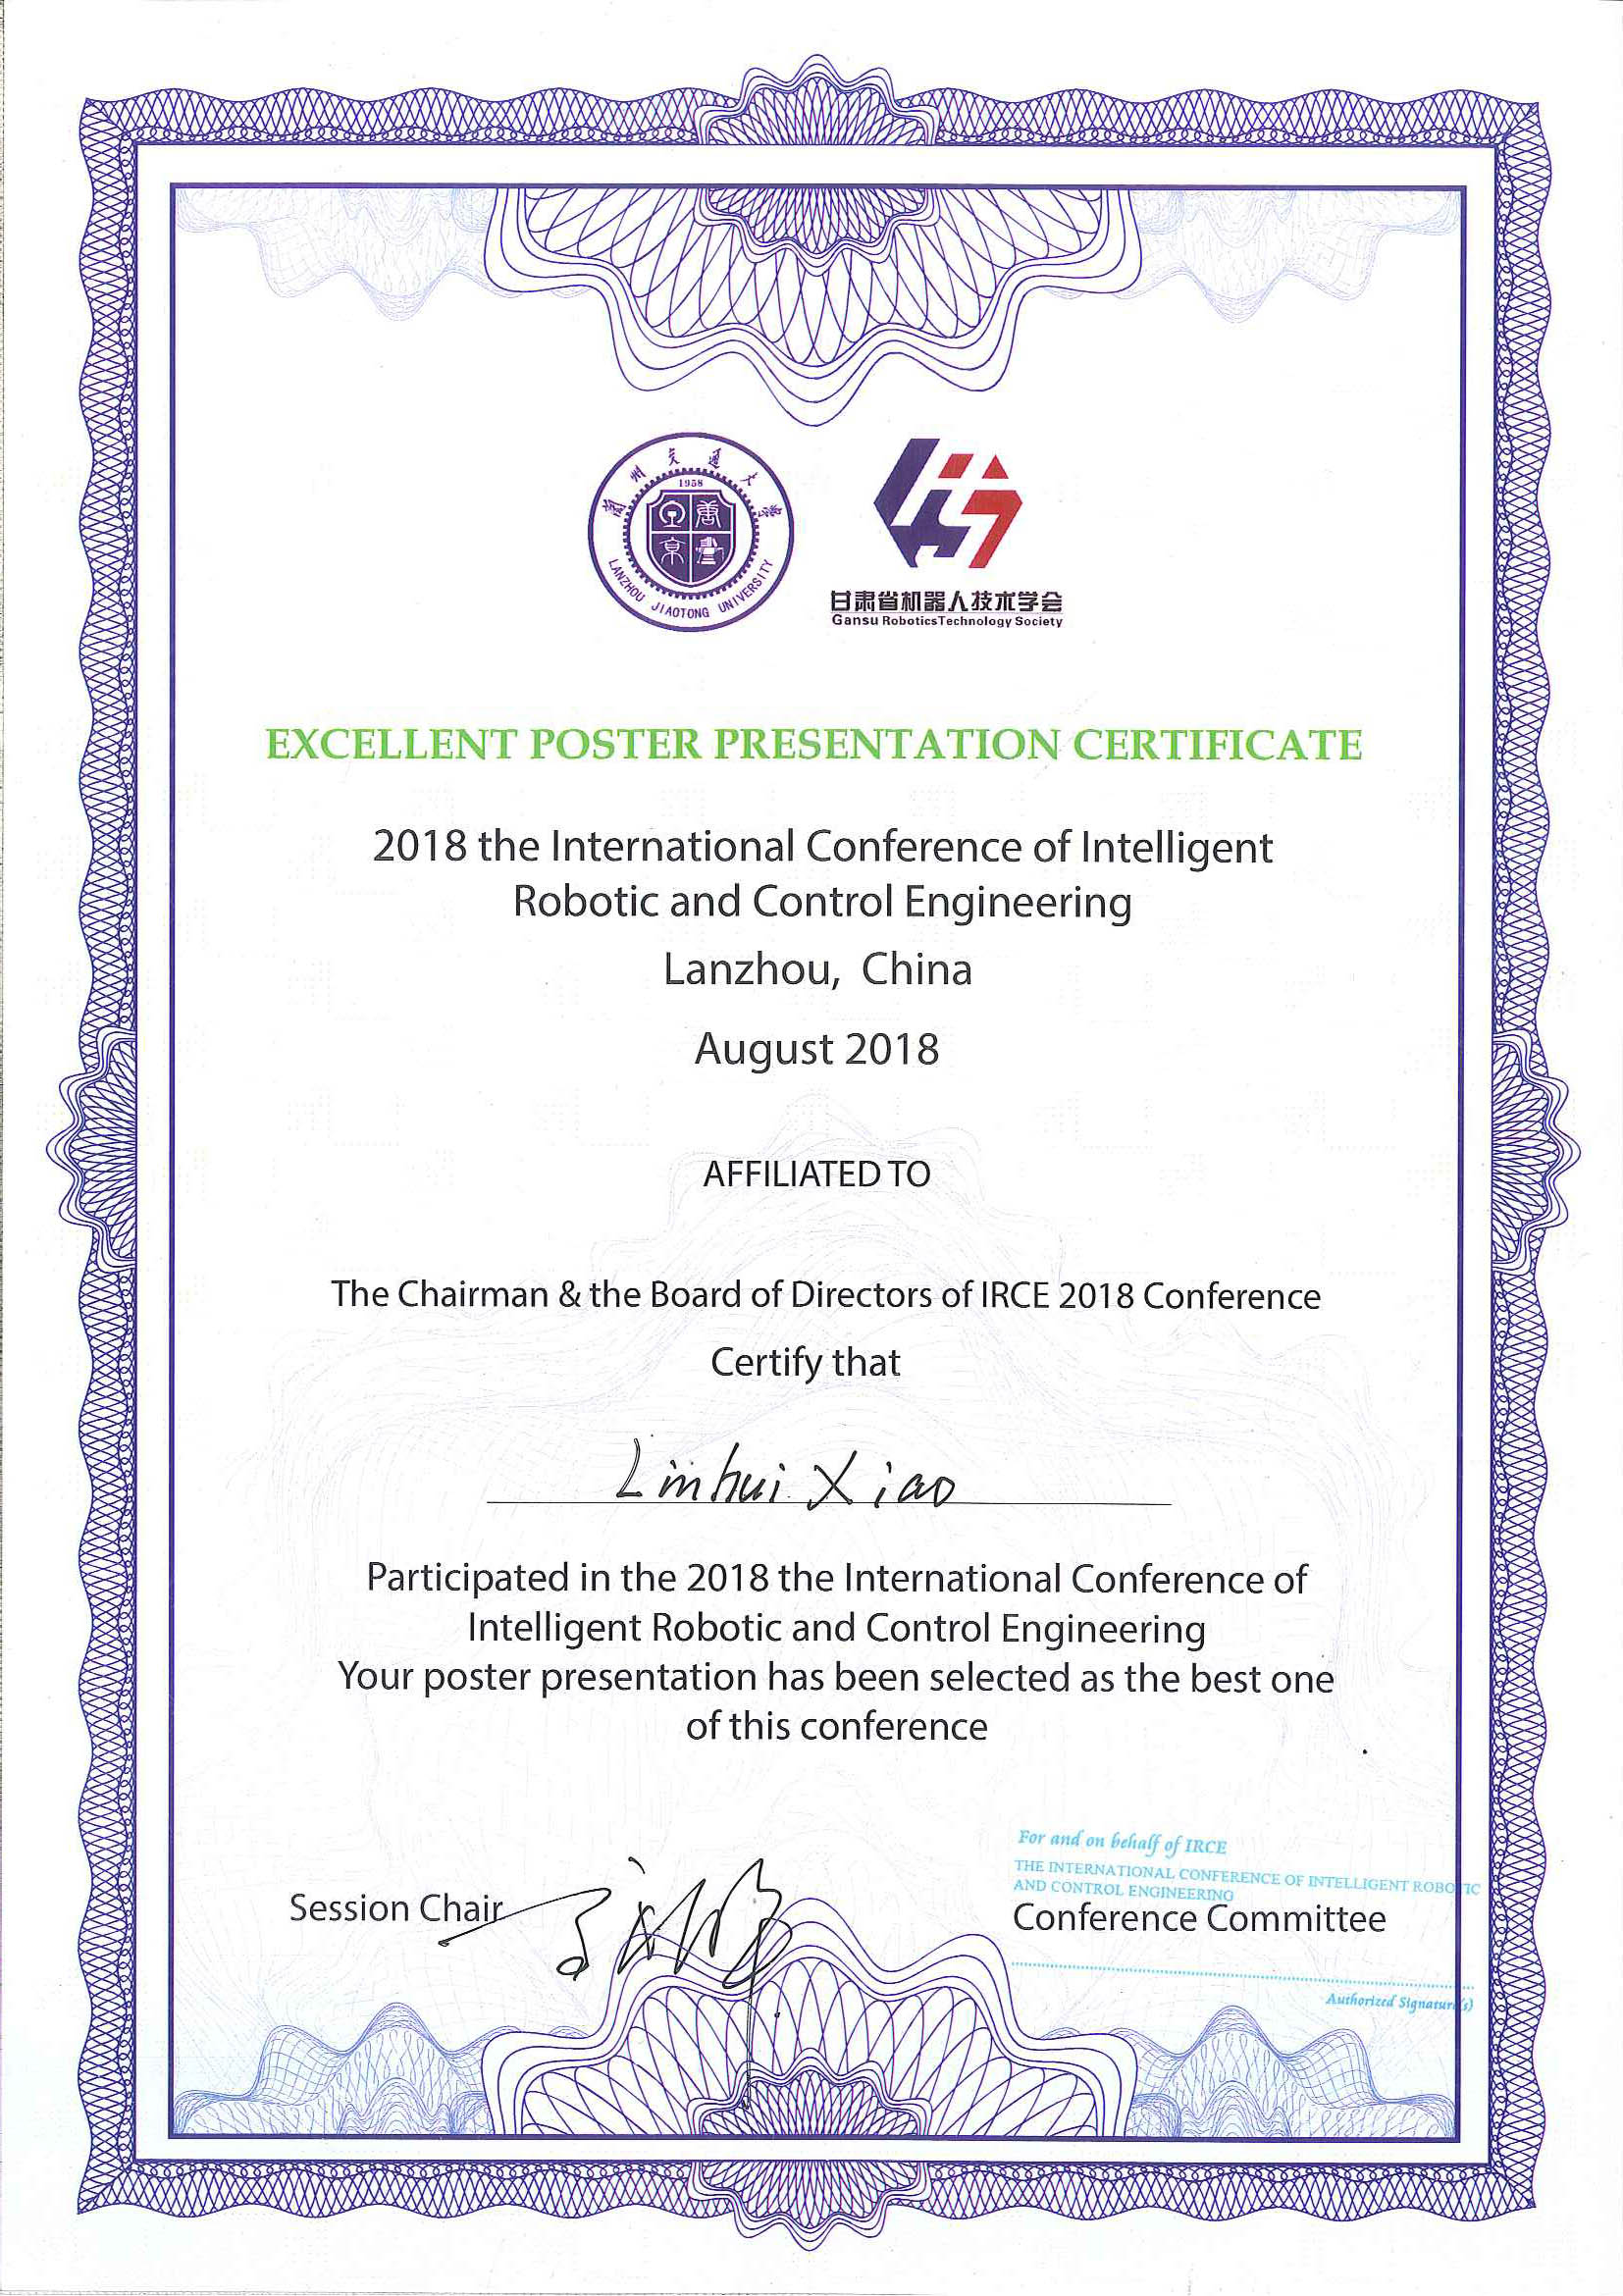 兰州交通大学
1958
LANZHOU JIAOTONG UNIVERSITY
甘肃省机器人技术学会
Gansu RoboticsTechnology Society
EXCELLENT POSTER PRESENTATION CERTIFICATE
2018 the International Conference of Intelligent
Robotic and Control Engineering
Lanzhou, China
August 2018
AFFILIATED TO
The Chairman & the Board of Directors of IRCE 2018 Conference
Certify that
Linhui Xiao
Participated in the 2018 the International Conference of
Intelligent Robotic and Control Engineering
Your poster presentation has been selected as the best one
of this conference
For and on behalf of IRCE
THE INTERNATIONAL CONFERENCE OF INTELLIGENT ROBOTIC
AND CONTROL ENGINEERING
Session Chair
Conference Committee
Authorized Signature(s)